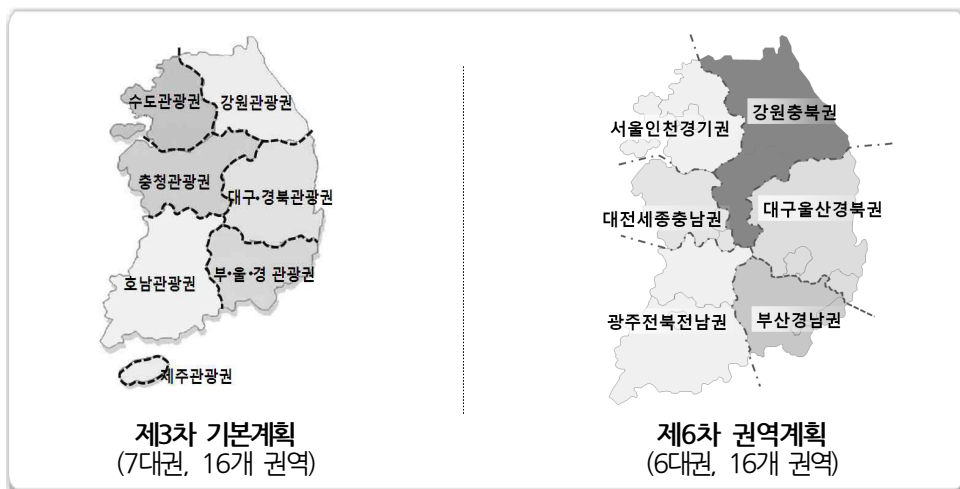 수도관광권
강원관광권
충청관광권
대구·경북관광권
호남관광권
부·울·경 관광권
제주관광권
제3차 기본계획
(7대권, 16개 권역)
강원충북권
서울인천경기권
대전세종충남권
대구울산경북권
광주전북전남권
부산경남권
제6차 권역계획
(6대권, 16개 권역)